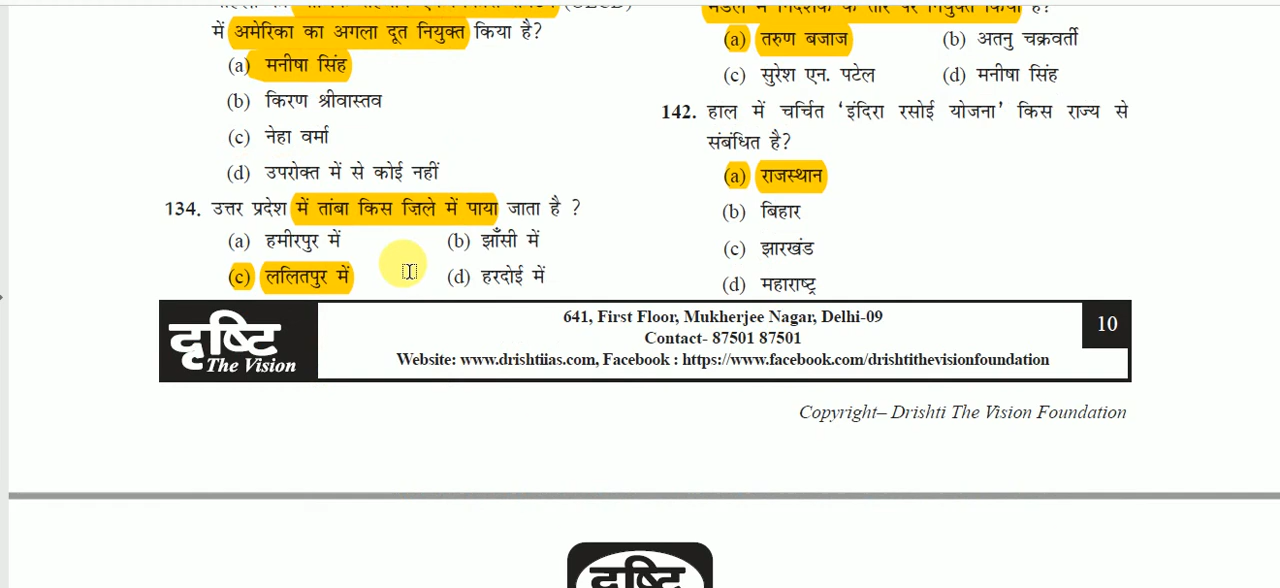 में अमेरिका का अगला दूत नियुक्त किया है?
(a) मनीषा सिंह
(b) किरण श्रीवास्तव
(c) नेहा वर्मा
(d) उपरोक्त में से कोई नहीं
134. उत्तर प्रदेश में तांबा किस ज़िले में पाया जाता है ?
(a) हमीरपुर में (b) झाँसी में
(c) ललितपुर में (d) हरदोई में
मंडल में निदेशक के तौर पर नियुक्त किया है?
(a) तरुण बजाज (b) अतनु चक्रवर्ती
(c) सुरेश एन. पटेल (d) मनीषा सिंह
142. हाल में चर्चित ‘इंदिरा रसोई योजना’ किस राज्य से
संबंधित है?
(a) राजस्थान
(b) बिहार
(c) झारखंड
(d) महाराष्ट्र
दृष्टि
The Vision
641, First Floor, Mukherjee Nagar, Delhi-09
Contact- 87501 87501
Website: www.drishtiias.com, Facebook : https://www.facebook.com/drishtithevisionfoundation
10
Copyright– Drishti The Vision Foundation
दृष्टि